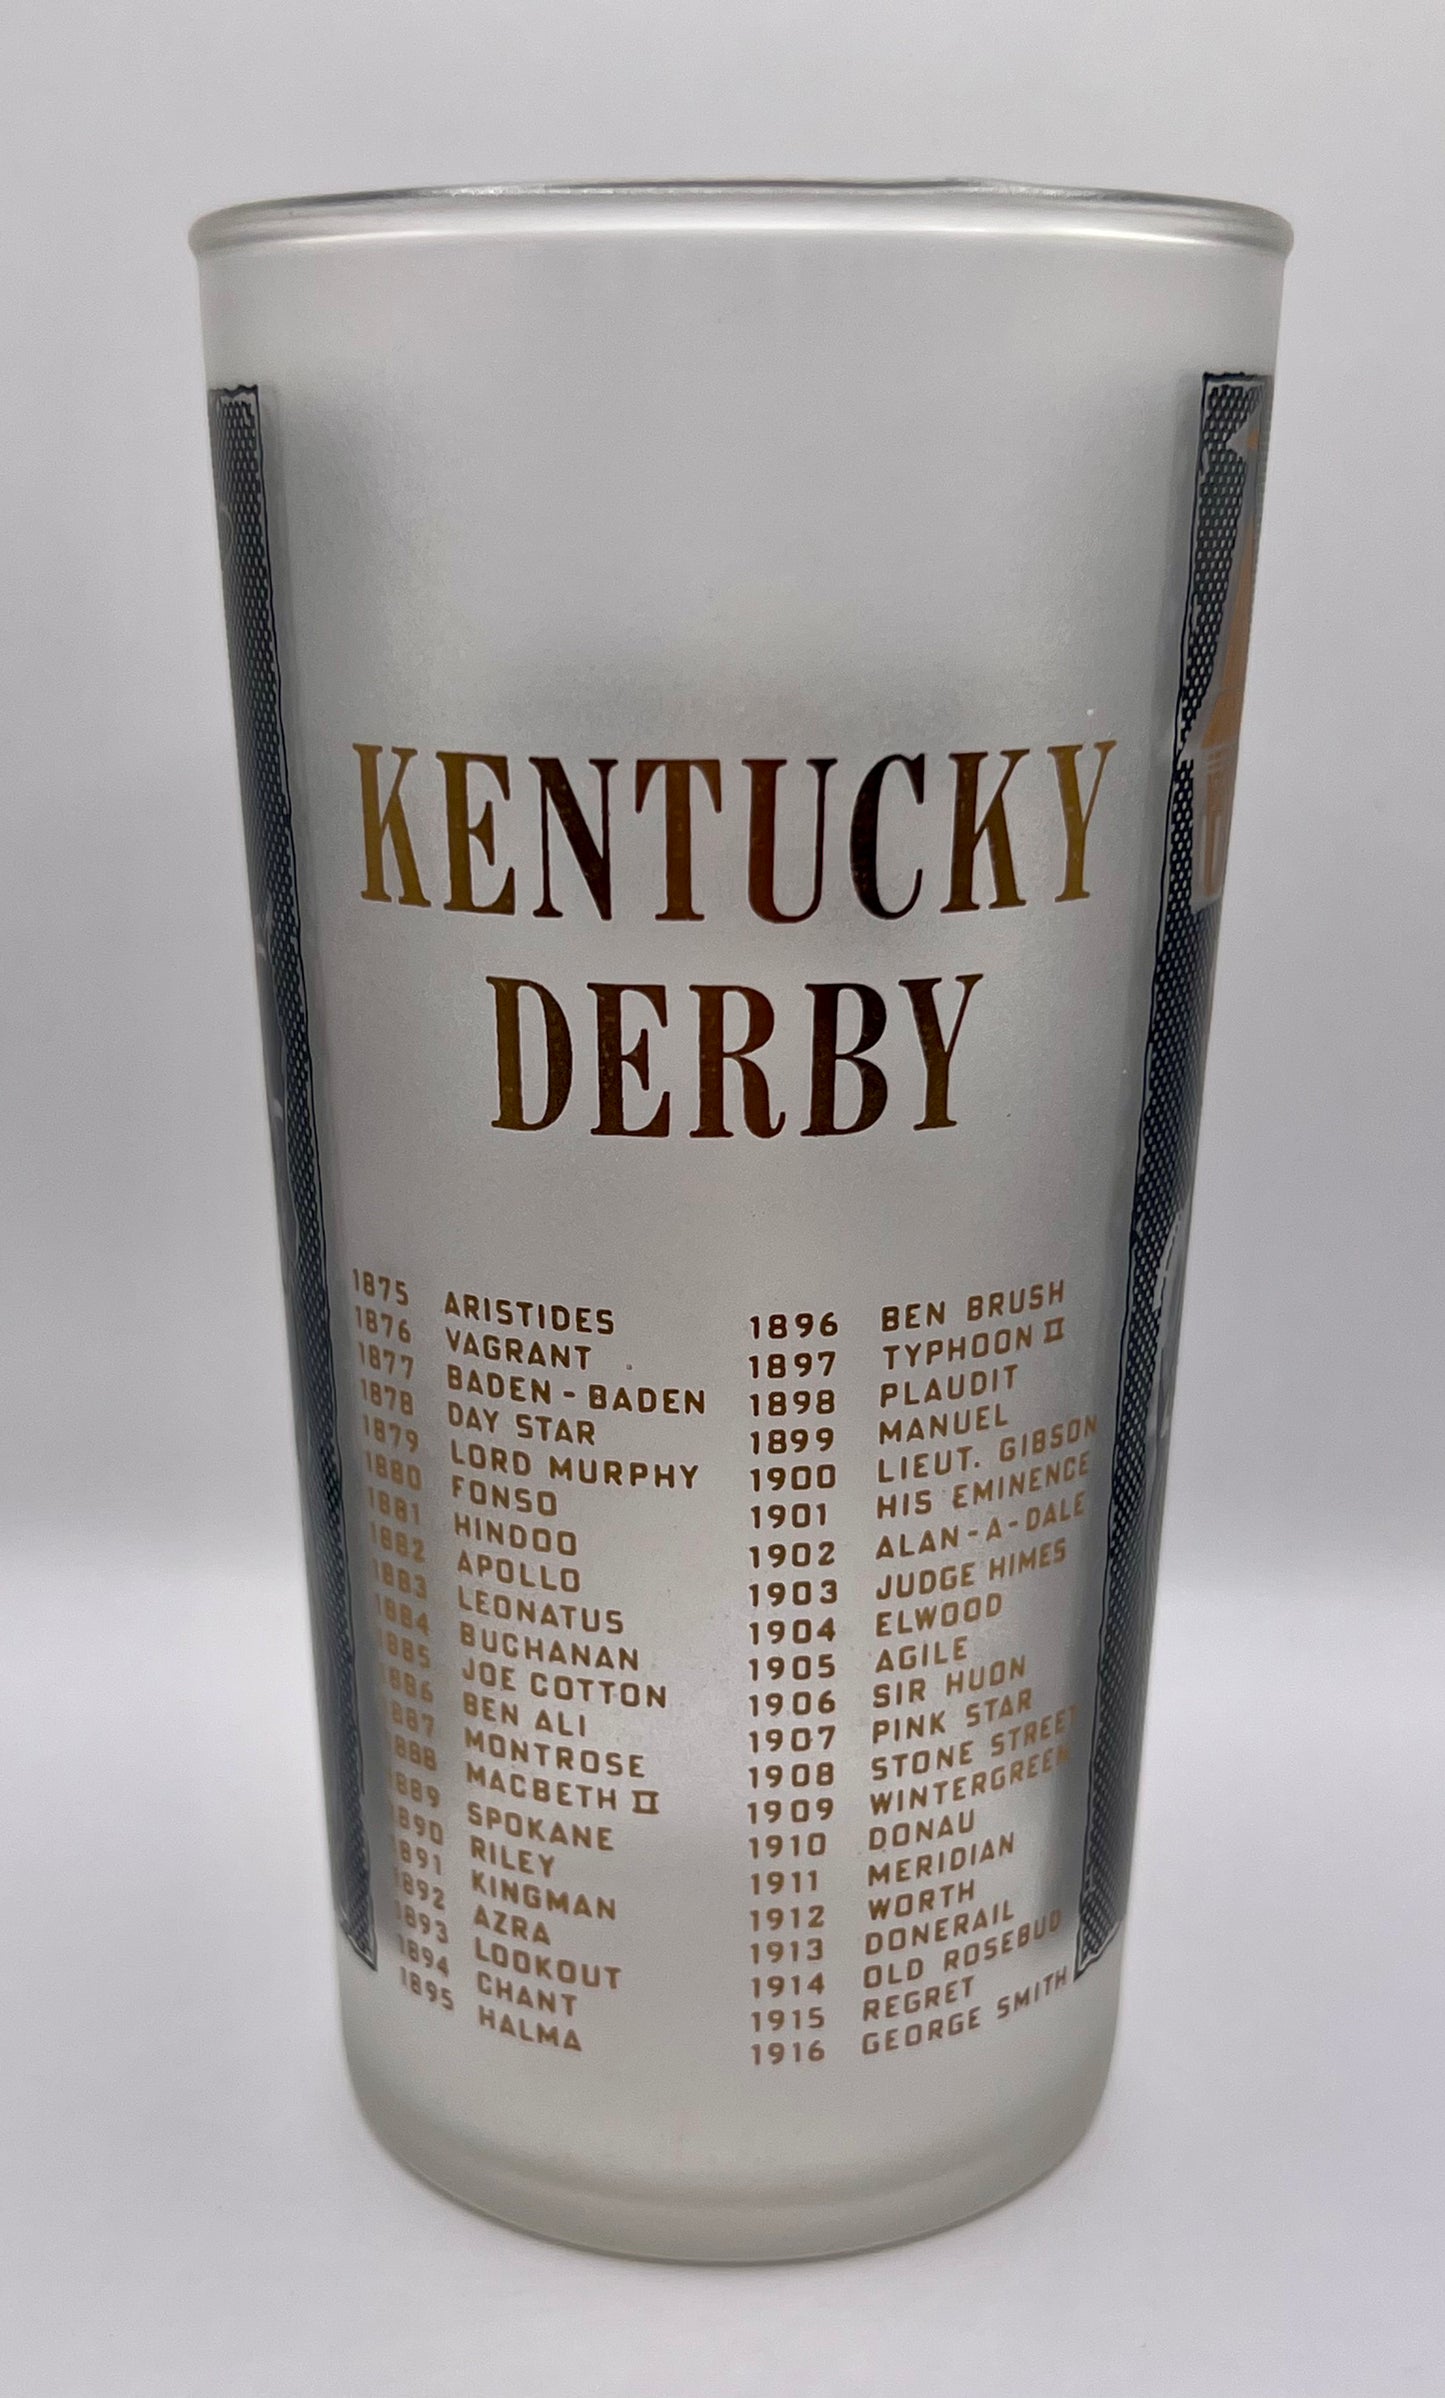 KENTUCKY
DERBY
1875 ARISTIDES
1876 VAGRANT
1877 BADEN-BADEN
1878 DAY STAR
1879 LORD MURPHY
1880 FONSO
1881 HINDOO
1882 APOLLO
1883 LEONATUS
1884 BUCHANAN
1885 JOE COTTON
1886 BEN ALI
1887 MONTROSE
1888 MACBETH II
1889 SPOKANE
1890 RILEY
1891 KINGMAN
1892 AZRA
1893 LOOKOUT
1894 CHANT
1895 HALMA
1896 BEN BRUSH
1897 TYPHOON II
1898 PLAUDIT
1899 MANUEL
1900 LIEUT. GIBSON
1901 HIS EMINENCE
1902 ALAN-A-DALE
1903 JUDGE HIMES
1904 ELWOOD
1905 AGILE
1906 SIR HUON
1907 PINK STAR
1908 STONE STREET
1909 WINTERGREEN
1910 DONAU
1911 MERIDIAN
1912 WORTH
1913 DONERAIL
1914 OLD ROSEBUD
1915 REGRET
1916 GEORGE SMITH